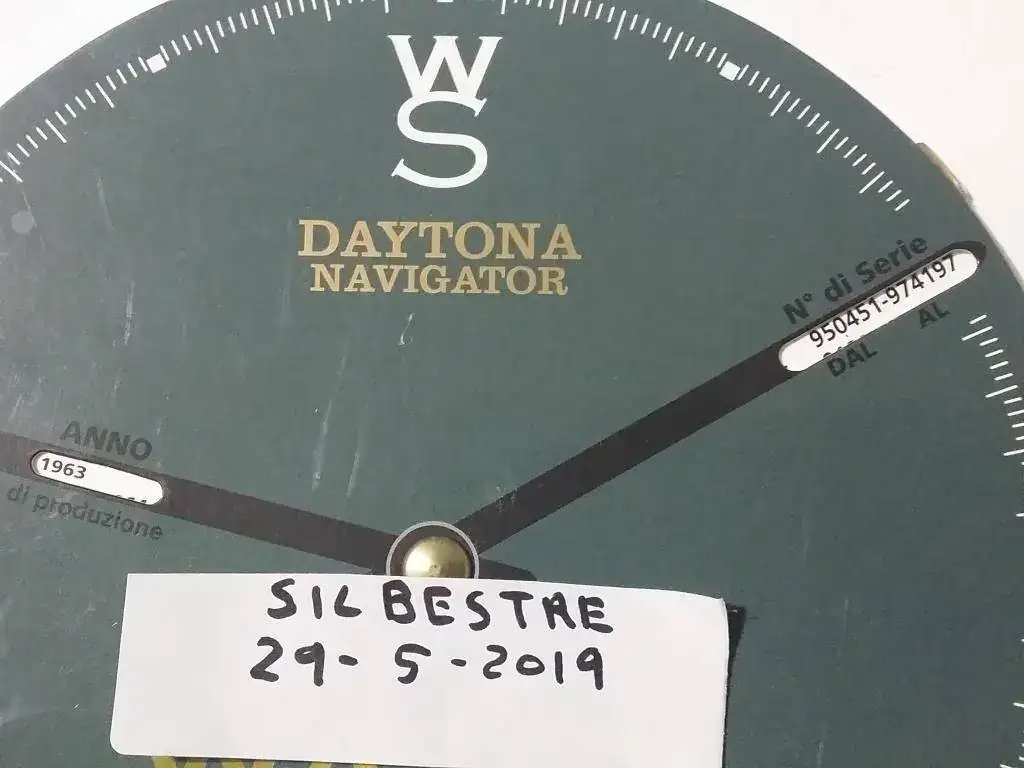 WS
DAYTONA
NAVIGATOR
N° di Serie
950451-974197
DAL AL
ANNO
1963
di produzione
SILBESTRE
29-5-2019